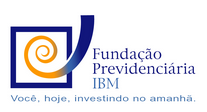 Fundação
Previdenciária
IBM
Você, hoje, investindo no amanhã.